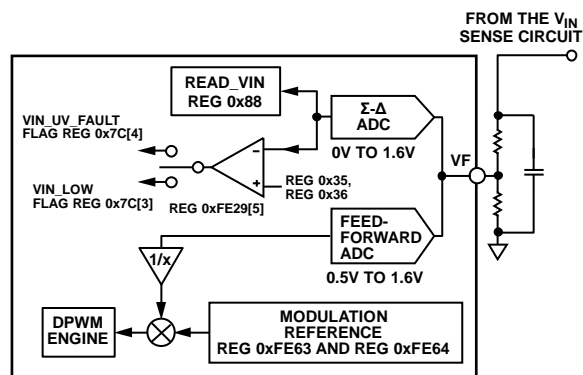 FROM THE VIN
SENSE CIRCUIT
READ_VIN
REG 0x88
Σ-Δ
ADC
0V TO 1.6V
VIN_UV_FAULT
FLAG REG 0x7C[4]
VIN_LOW
FLAG REG 0x7C[3]
–
+
REG 0x35,
REG 0x36
REG 0xFE29[5]
VF
FEED-
FORWARD
ADC
0.5V TO 1.6V
1/x
DPWM
ENGINE
MODULATION
REFERENCE
REG 0xFE63 AND REG 0xFE64